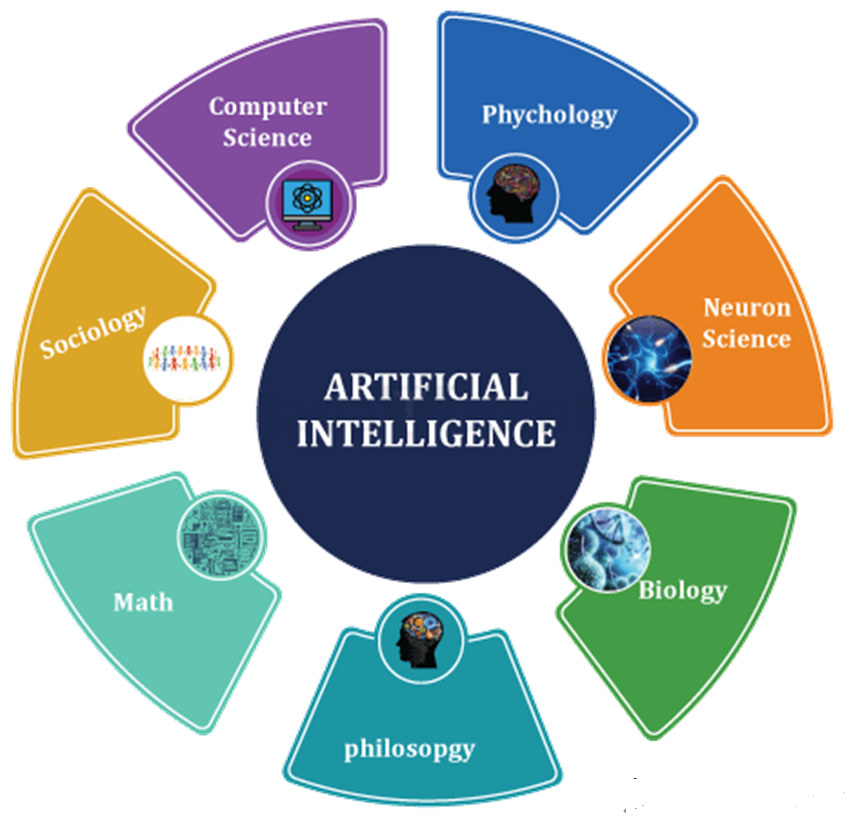 Computer
Science
Phychology
Sociology
Neuron
Science
ARTIFICIAL
INTELLIGENCE
Math
Biology
philosopgy